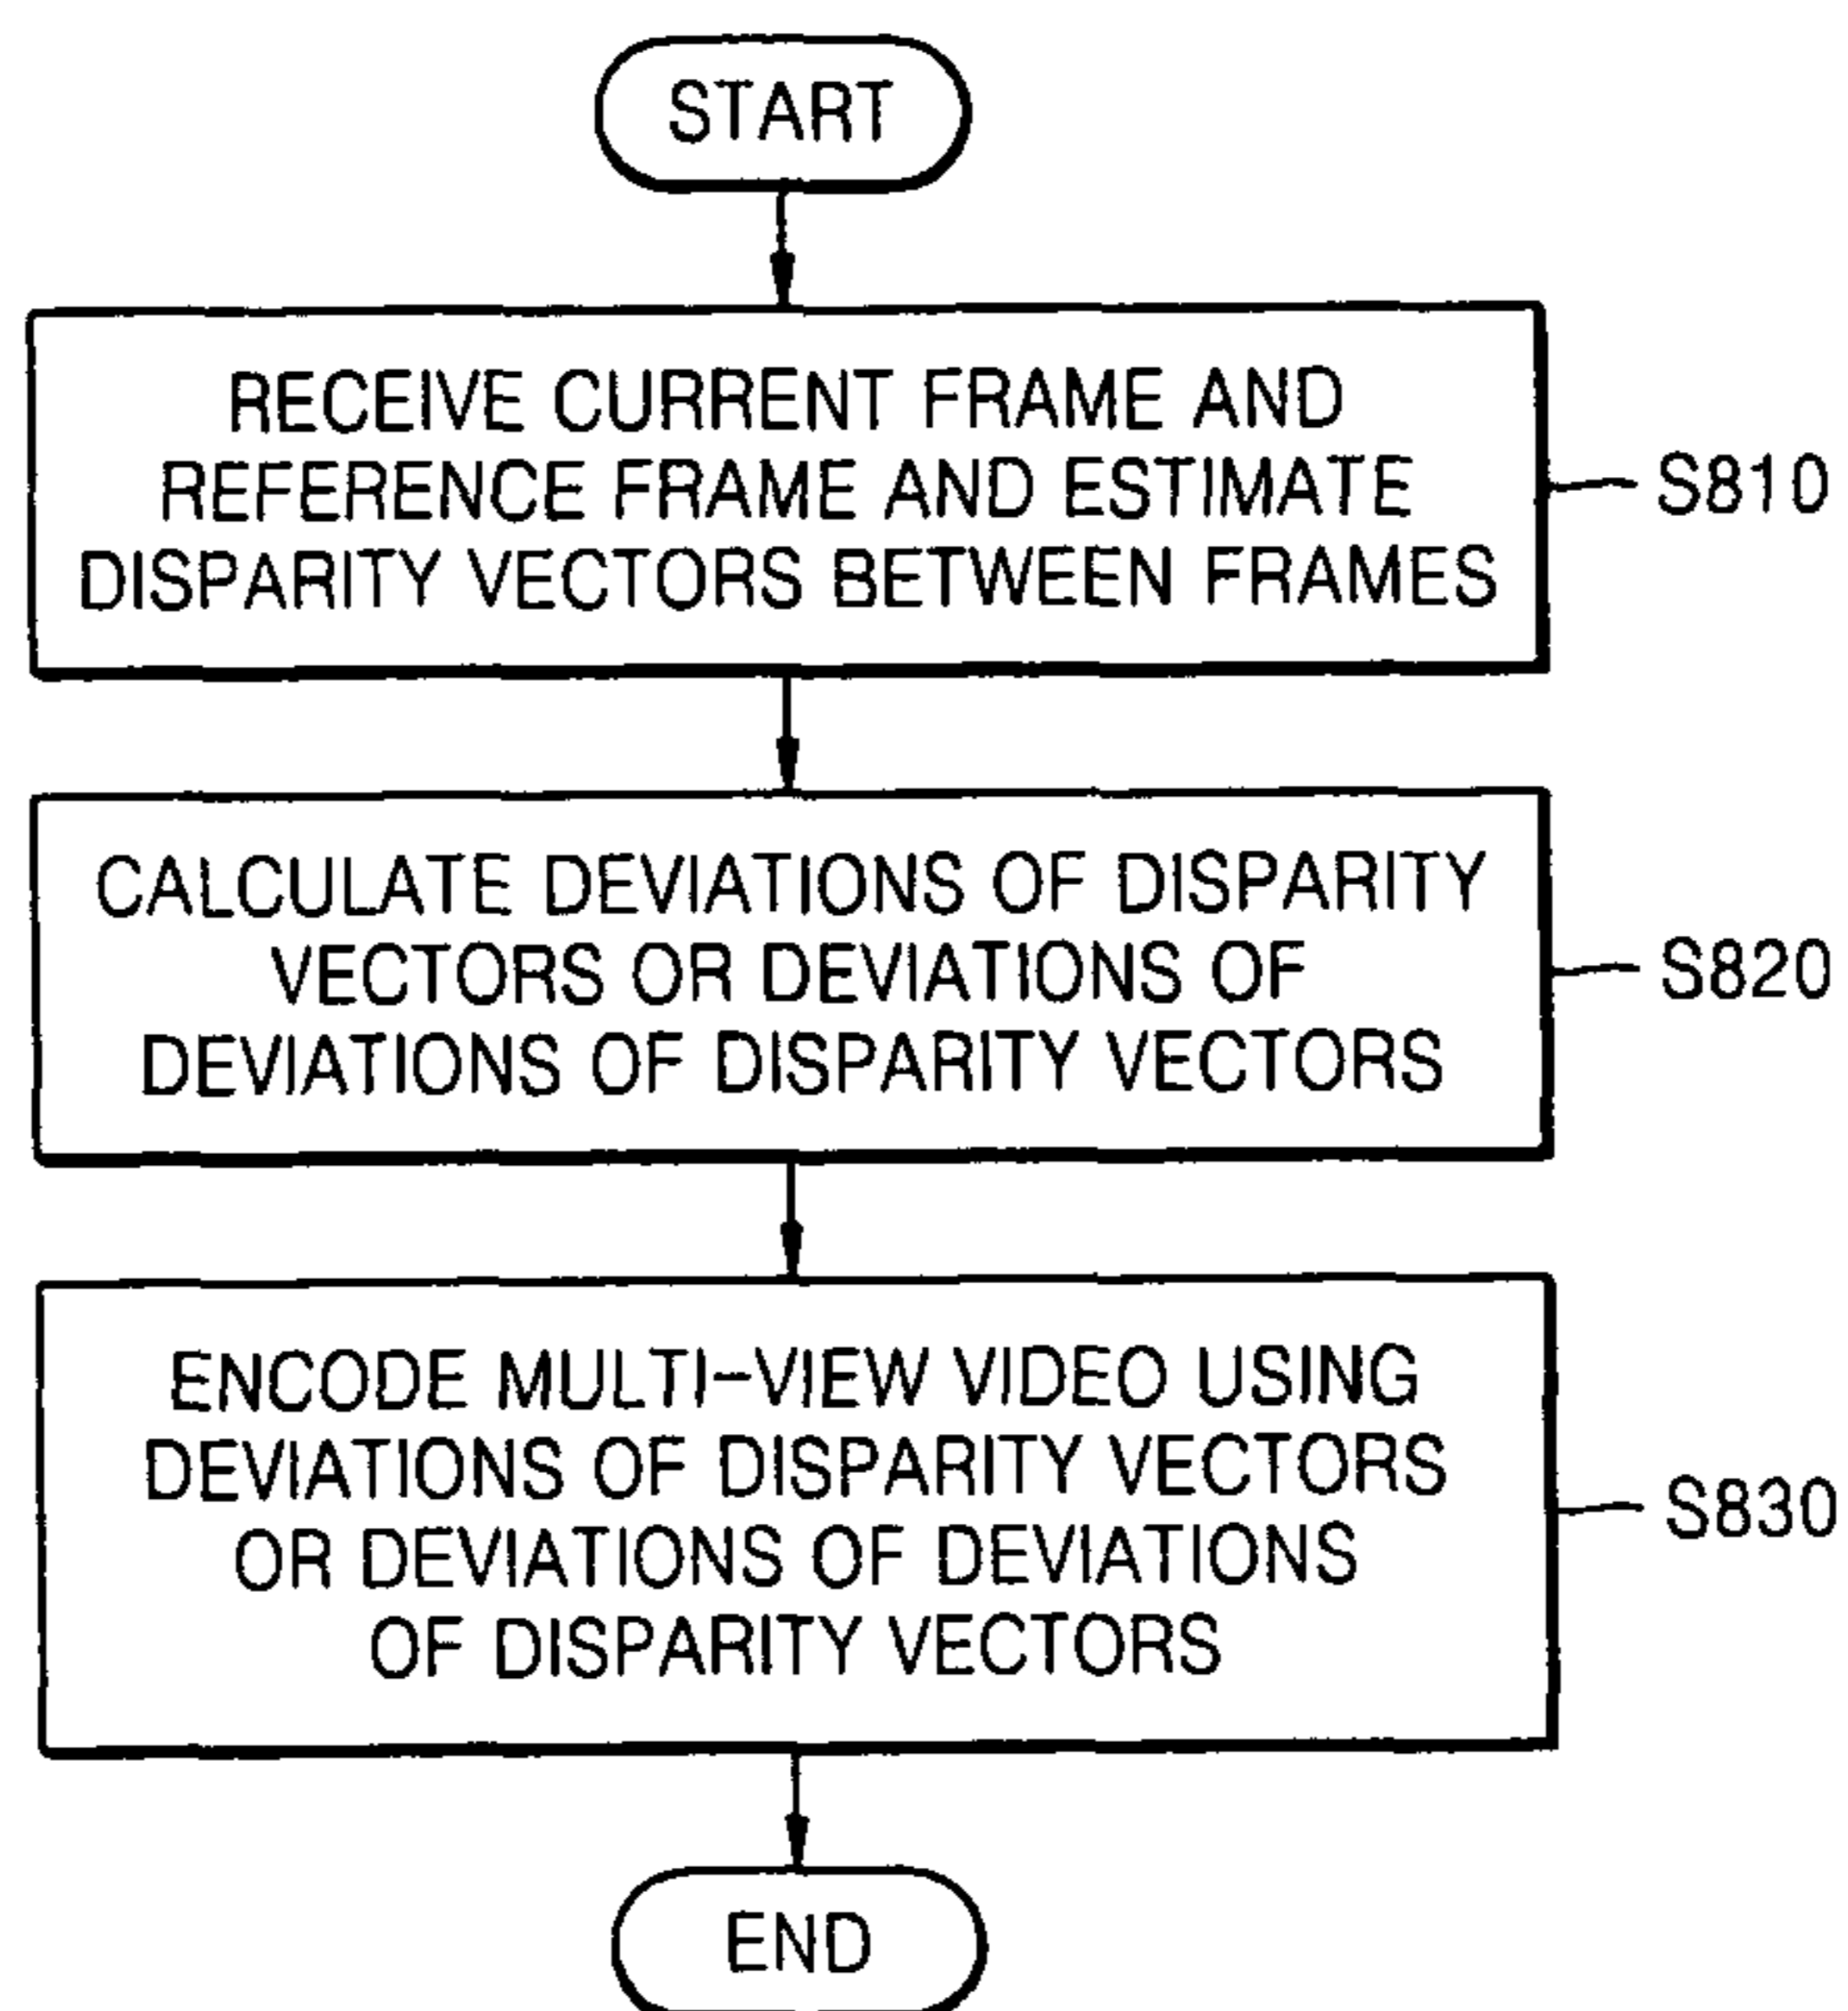 START
RECEIVE CURRENT FRAME AND
REFERENCE FRAME AND ESTIMATE
DISPARITY VECTORS BETWEEN FRAMES
S810
CALCULATE DEVIATIONS OF DISPARITY
VECTORS OR DEVIATIONS OF
DEVIATIONS OF DISPARITY VECTORS
S820
ENCODE MULTI-VIEW VIDEO USING
DEVIATIONS OF DISPARITY VECTORS
OR DEVIATIONS OF DEVIATIONS
OF DISPARITY VECTORS
S830
END